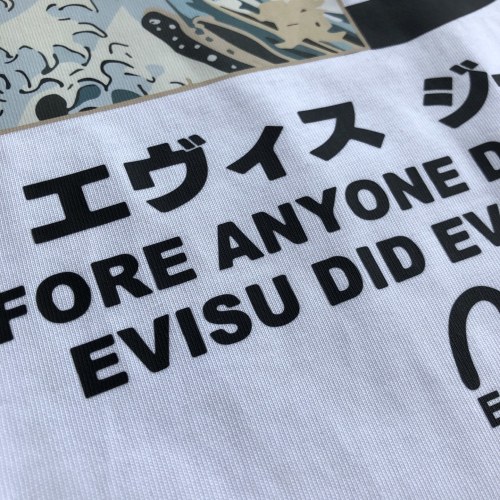 エヴィス ジ
FORE ANYONE D
EVISU DID EV
E